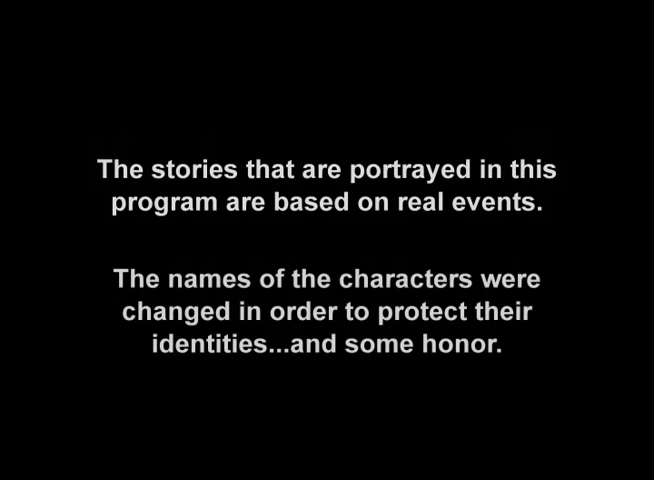 The stories that are portrayed in this
program are based on real events.
The names of the characters were
changed in order to protect their
identities...and some honor.